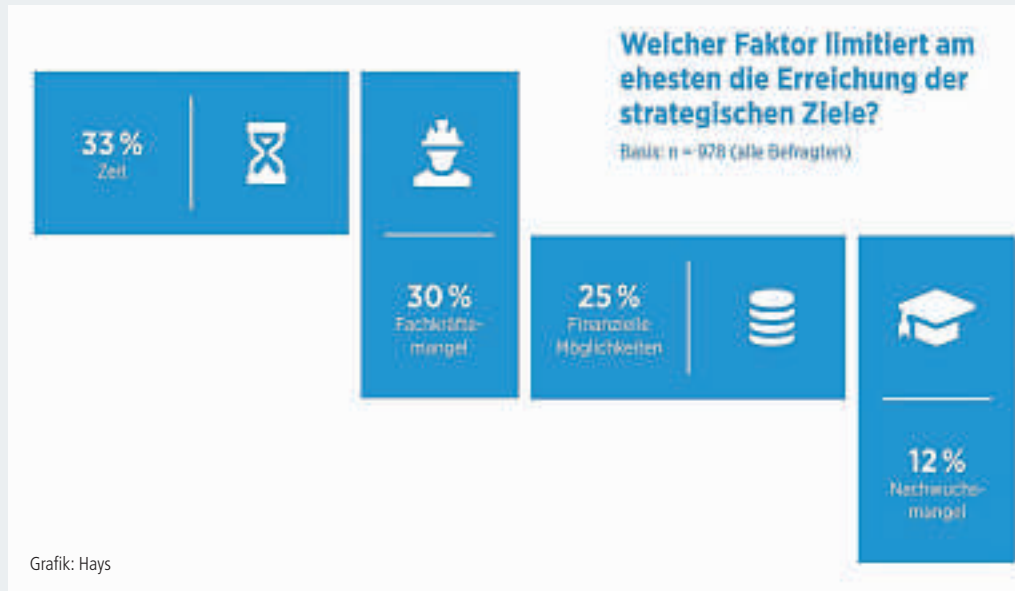 Welcher Faktor limitiert am
ehesten die Erreichung der
strategischen Ziele?
Basis: n = 978 (alle Befragten)
33 %
Zeit
30 %
Fachkräfte-
mangel
25 %
Finanzielle
Möglichkeiten
12 %
Nachwuchs-
mangel
Grafik: Hays